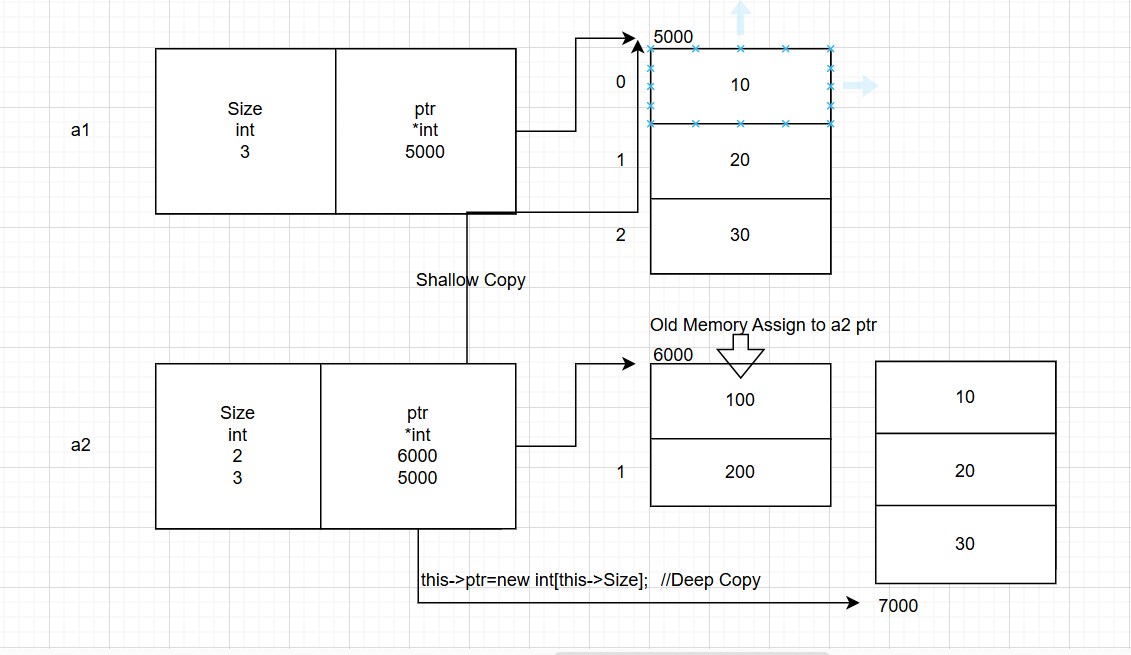 5000
0
10
Size
int
3
ptr
*int
5000
a1
1
20
2
30
Shallow Copy
Old Memory Assign to a2 ptr
6000
100
10
Size
int
2
3
ptr
*int
6000
5000
a2
1
200
20
30
this->ptr=new int[this->Size];  //Deep Copy
7000